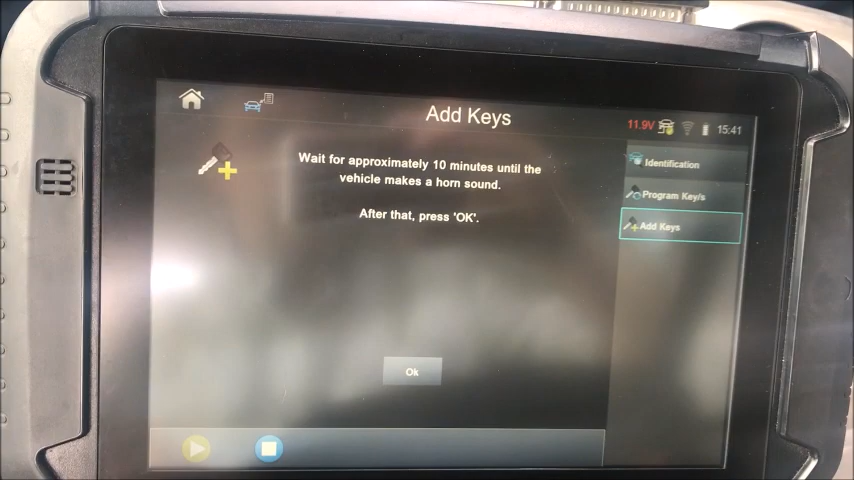 Add Keys
11.9V
15:41
Wait for approximately 10 minutes until the
vehicle makes a horn sound.
After that, press 'OK'.
Identification
Program Key/s
Add Keys
Ok